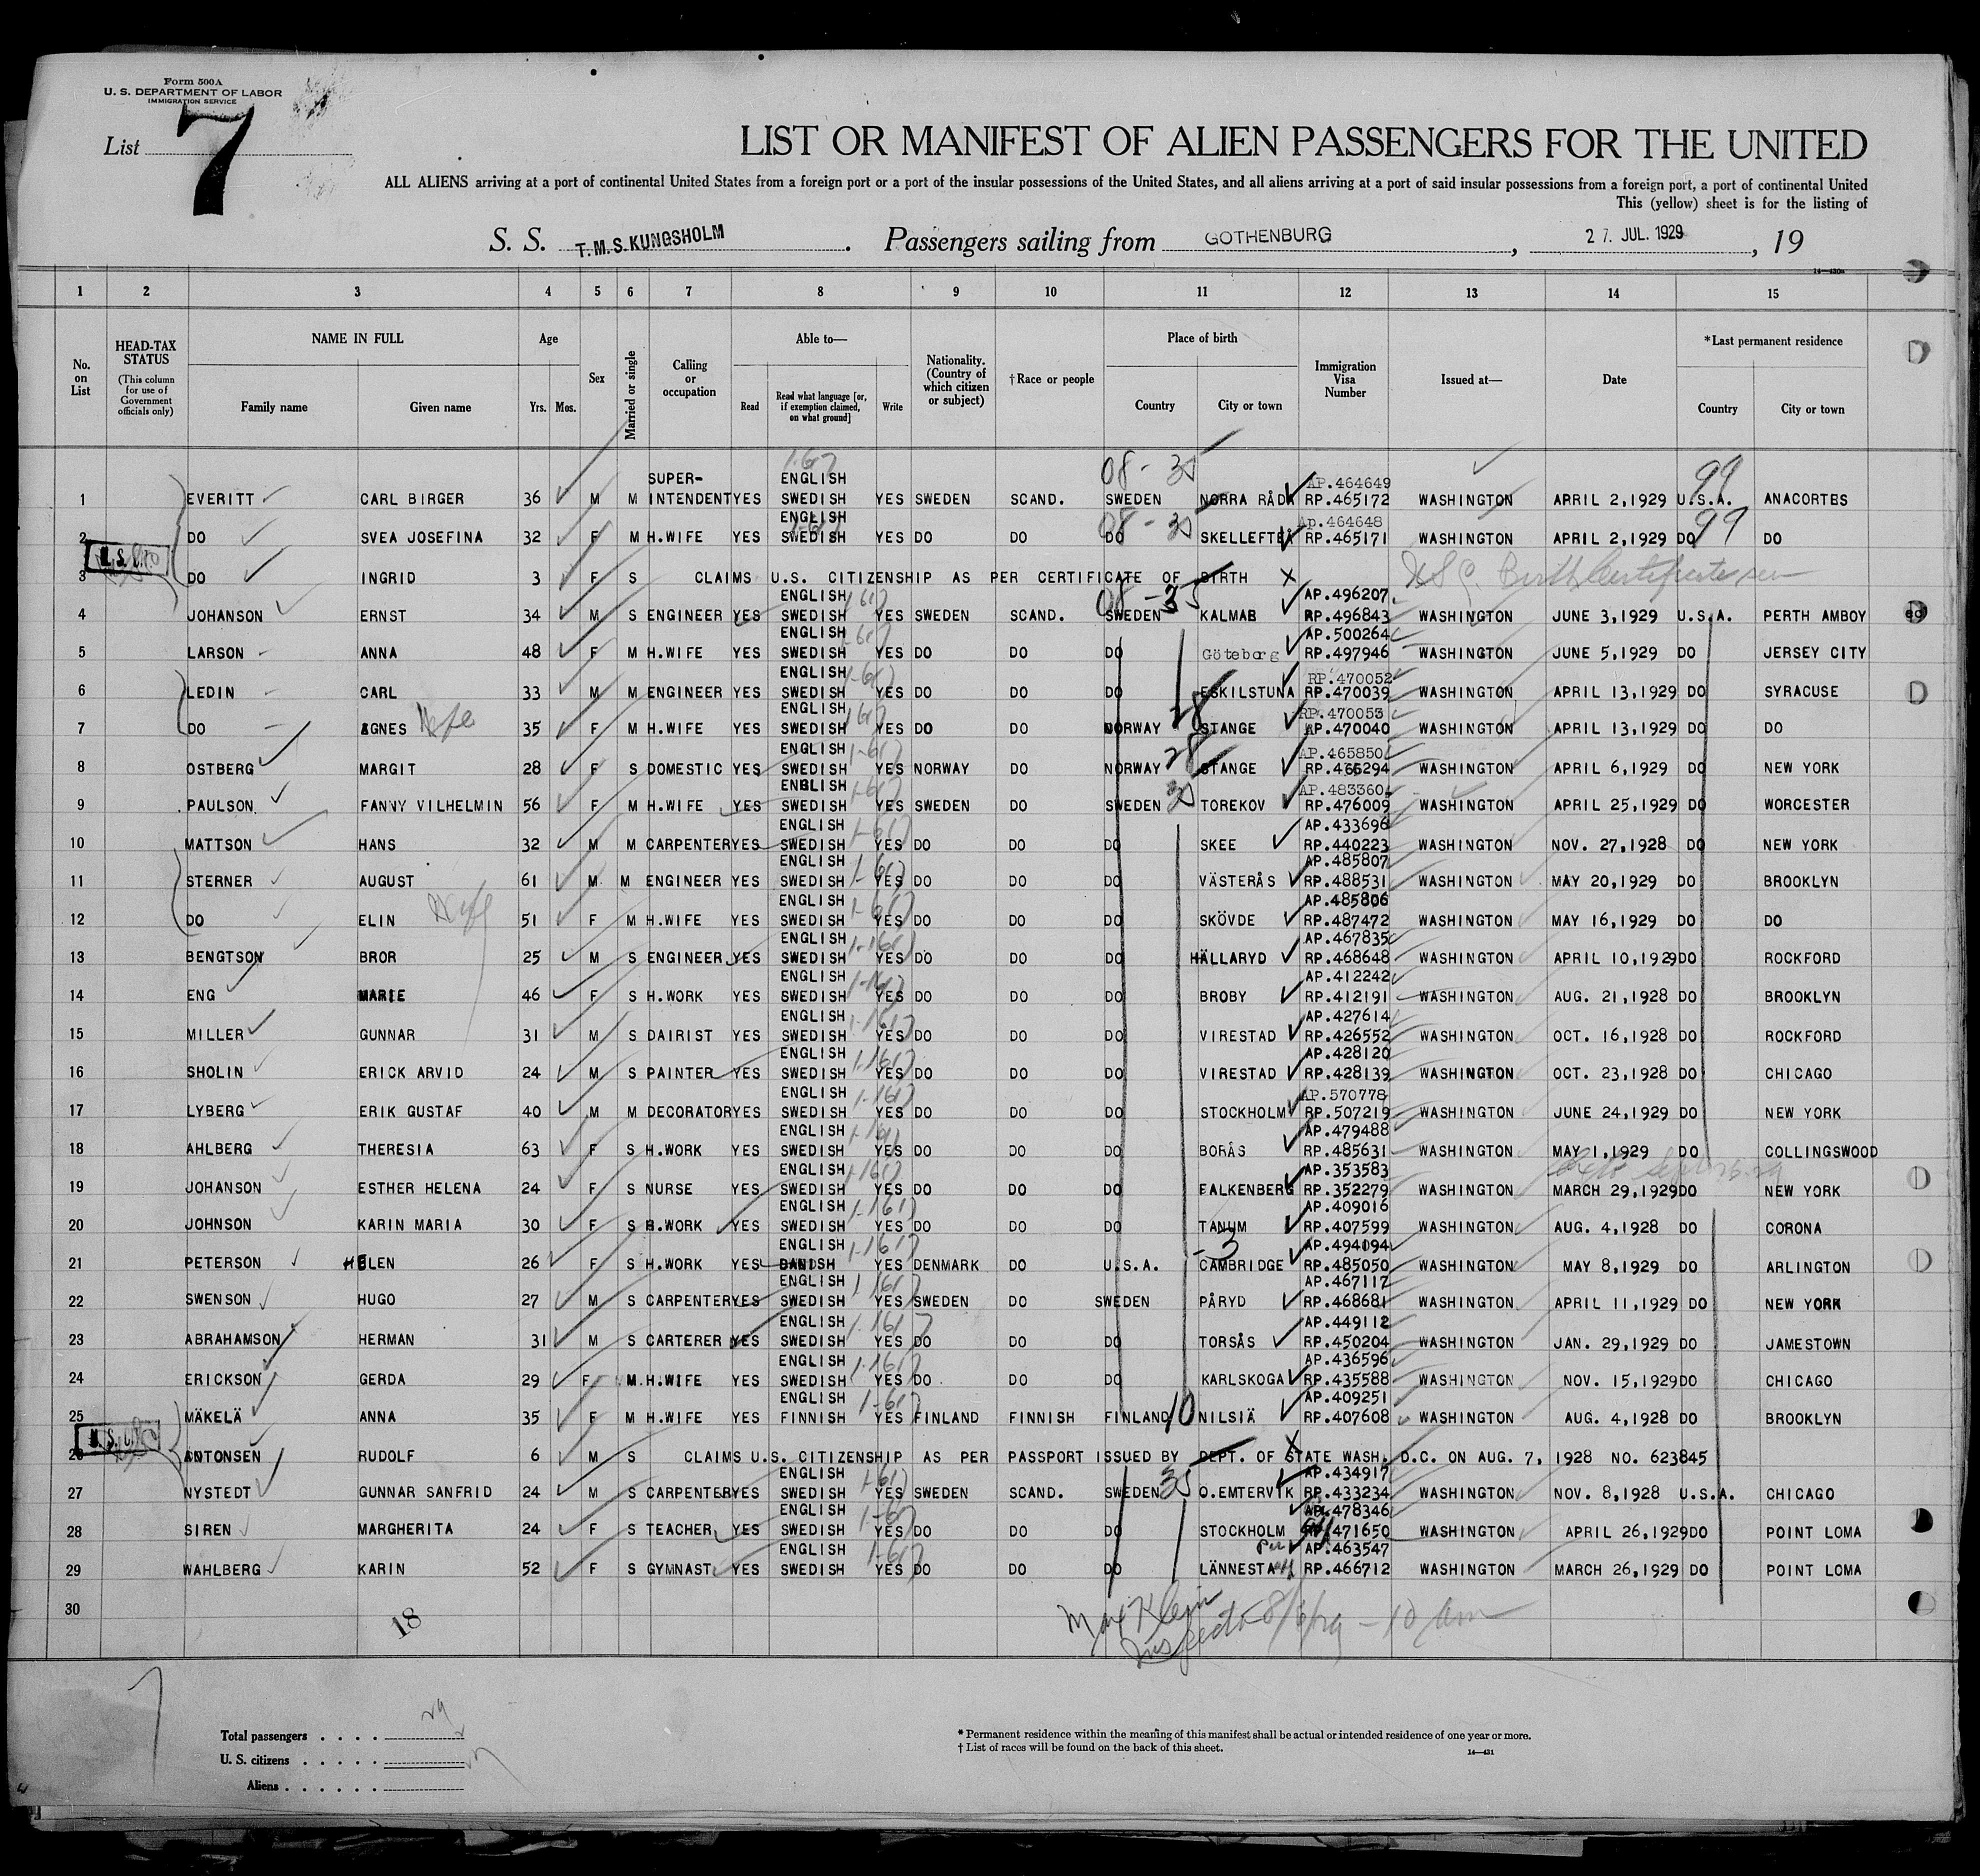 Form 500A
U. S. DEPARTMENT OF LABOR
IMMIGRATION SERVICE
List 7
LIST OR MANIFEST OF ALIEN PASSENGERS FOR THE UNITED
ALL ALIENS arriving at a port of continental United States from a foreign port or a port of the insular possessions of the United States, and all aliens arriving at a port of said insular possessions from a foreign port, a port of continental United
This (yellow) sheet is for the listing of
S. S. T.M.S. KUNGSHOLM. Passengers sailing from GOTHENBURG, 27. JUL. 1929, 19
14—430a
1 2 3 4 5 6 7 8 9 10 11 12 13 14 15
No. on List
HEAD-TAX STATUS (This column for use of Government officials only)
NAME IN FULL Family name Given name
Age Yrs. Mos.
Sex
Married or single
Calling or occupation
Able to— Read Read what language [or, if exemption claimed, on what ground] Write
Nationality. (Country of which citizen or subject)
†Race or people
Place of birth Country City or town
Immigration Visa Number
Issued at—
Date
*Last permanent residence Country City or town
1-617 08-35 99
SUPER- ENGLISH AP.464649
1 EVERITT CARL BIRGER 36 M M INTENDENT YES SWEDISH YES SWEDEN SCAND. SWEDEN NORRA RÅDA RP.465172 WASHINGTON APRIL 2,1929 U.S.A. ANACORTES
ENGLISH 08-35 Ap.464648 99
2 DO SVEA JOSEFINA 32 F M H.WIFE YES SWEDISH YES DO DO DO SKELLEFTEÅ RP.465171 WASHINGTON APRIL 2,1929 DO DO
3 DO INGRID 3 F S CLAIMS U.S. CITIZENSHIP AS PER CERTIFICATE OF BIRTH X U S C. Birth Certificate seen
ENGLISH 08-35 AP.496207
4 JOHANSON ERNST 34 M S ENGINEER YES SWEDISH YES SWEDEN SCAND. SWEDEN KALMAR RP.496843 WASHINGTON JUNE 3,1929 U.S.A. PERTH AMBOY
ENGLISH AP.500264
5 LARSON ANNA 48 F M H.WIFE YES SWEDISH YES DO DO DO Göteborg RP.497946 WASHINGTON JUNE 5,1929 DO JERSEY CITY
ENGLISH RP.470052
6 LEDIN CARL 33 M M ENGINEER YES SWEDISH YES DO DO DO ESKILSTUNA RP.470039 WASHINGTON APRIL 13,1929 DO SYRACUSE
ENGLISH RP.470053
7 DO AGNES Wife 35 F M H.WIFE YES SWEDISH YES DO DO NORWAY 28 STANGE AP.470040 WASHINGTON APRIL 13,1929 DO DO
ENGLISH AP.465850
8 OSTBERG MARGIT 28 F S DOMESTIC YES SWEDISH YES NORWAY DO NORWAY 28 STANGE RP.466294 WASHINGTON APRIL 6,1929 DO NEW YORK
ENGLISH AP.483360
9 PAULSON FANNY VILHELMIN 56 F M H.WIFE YES SWEDISH YES SWEDEN DO SWEDEN 35 TOREKOV RP.476009 WASHINGTON APRIL 25,1929 DO WORCESTER
ENGLISH AP.433696
10 MATTSON HANS 32 M M CARPENTER YES SWEDISH YES DO DO DO SKEE RP.440223 WASHINGTON NOV. 27,1928 DO NEW YORK
ENGLISH AP.485807
11 STERNER AUGUST 61 M M ENGINEER YES SWEDISH YES DO DO DO VÄSTERÅS RP.488531 WASHINGTON MAY 20,1929 DO BROOKLYN
ENGLISH AP.485806
12 DO ELIN Wife 51 F M H.WIFE YES SWEDISH YES DO DO DO SKÖVDE RP.487472 WASHINGTON MAY 16,1929 DO DO
ENGLISH AP.467835
13 BENGTSON BROR 25 M S ENGINEER YES SWEDISH YES DO DO DO HÄLLARYD RP.468648 WASHINGTON APRIL 10,1929 DO ROCKFORD
ENGLISH AP.412242
14 ENG MARIE 46 F S H.WORK YES SWEDISH YES DO DO DO BROBY RP.412191 WASHINGTON AUG. 21,1928 DO BROOKLYN
ENGLISH AP.427614
15 MILLER GUNNAR 31 M S DAIRIST YES SWEDISH YES DO DO DO VIRESTAD RP.426552 WASHINGTON OCT. 16,1928 DO ROCKFORD
ENGLISH AP.428120
16 SHOLIN ERICK ARVID 24 M S PAINTER YES SWEDISH YES DO DO DO VIRESTAD RP.428139 WASHINGTON OCT. 23,1928 DO CHICAGO
ENGLISH AP.570778
17 LYBERG ERIK GUSTAF 40 M M DECORATOR YES SWEDISH YES DO DO DO STOCKHOLM RP.507219 WASHINGTON JUNE 24,1929 DO NEW YORK
ENGLISH AP.479488
18 AHLBERG THERESIA 63 F S H.WORK YES SWEDISH YES DO DO DO BORÅS RP.485631 WASHINGTON MAY 1,1929 DO COLLINGSWOOD
ENGLISH AP.353583
19 JOHANSON ESTHER HELENA 24 F S NURSE YES SWEDISH YES DO DO DO FALKENBERG RP.352279 WASHINGTON MARCH 29,1929 DO NEW YORK
ENGLISH AP.409016
20 JOHNSON KARIN MARIA 30 F S H.WORK YES SWEDISH YES DO DO DO TANUM RP.407599 WASHINGTON AUG. 4,1928 DO CORONA
ENGLISH -3 AP.494194
21 PETERSON HELEN 26 F S H.WORK YES DANISH YES DENMARK DO U.S.A. CAMBRIDGE RP.485050 WASHINGTON MAY 8,1929 DO ARLINGTON
ENGLISH AP.467117
22 SWENSON HUGO 27 M S CARPENTER YES SWEDISH YES SWEDEN DO SWEDEN PÅRYD RP.468681 WASHINGTON APRIL 11,1929 DO NEW YORK
ENGLISH AP.449112
23 ABRAHAMSON HERMAN 31 M S CARTERER YES SWEDISH YES DO DO DO TORSÅS RP.450204 WASHINGTON JAN. 29,1929 DO JAMESTOWN
ENGLISH AP.436596
24 ERICKSON GERDA 29 F M.H.WIFE YES SWEDISH YES DO DO DO KARLSKOGA RP.435588 WASHINGTON NOV. 15,1929 DO CHICAGO
ENGLISH AP.409251
25 MÄKELÄ ANNA 35 F M H.WIFE YES FINNISH YES FINLAND FINNISH FINLAND 10 NILSIÄ RP.407608 WASHINGTON AUG. 4,1928 DO BROOKLYN
26 ANTONSEN RUDOLF 6 M S CLAIMS U.S. CITIZENSHIP AS PER PASSPORT ISSUED BY DEPT. OF STATE WASH. D.C. ON AUG. 7, 1928 NO. 623845
ENGLISH AP.434917
27 NYSTEDT GUNNAR SANFRID 24 M S CARPENTER YES SWEDISH YES SWEDEN SCAND. SWEDEN 35 O.EMTERVIK RP.433234 WASHINGTON NOV. 8,1928 U.S.A. CHICAGO
ENGLISH AP.478346
28 SIREN MARGHERITA 24 F S TEACHER YES SWEDISH YES DO DO DO STOCKHOLM 471650 WASHINGTON APRIL 26,1929 DO POINT LOMA
ENGLISH AP.463547
29 WAHLBERG KARIN 52 F S GYMNAST YES SWEDISH YES DO DO DO LÄNNESTA RP.466712 WASHINGTON MARCH 26,1929 DO POINT LOMA
30
18
Max Klein
Inspector 8/6/29 - 10 am
Total passengers . . . . 29
U. S. citizens . . . . .
Aliens . . . . . .
* Permanent residence within the meaning of this manifest shall be actual or intended residence of one year or more.
† List of races will be found on the back of this sheet.
14—431